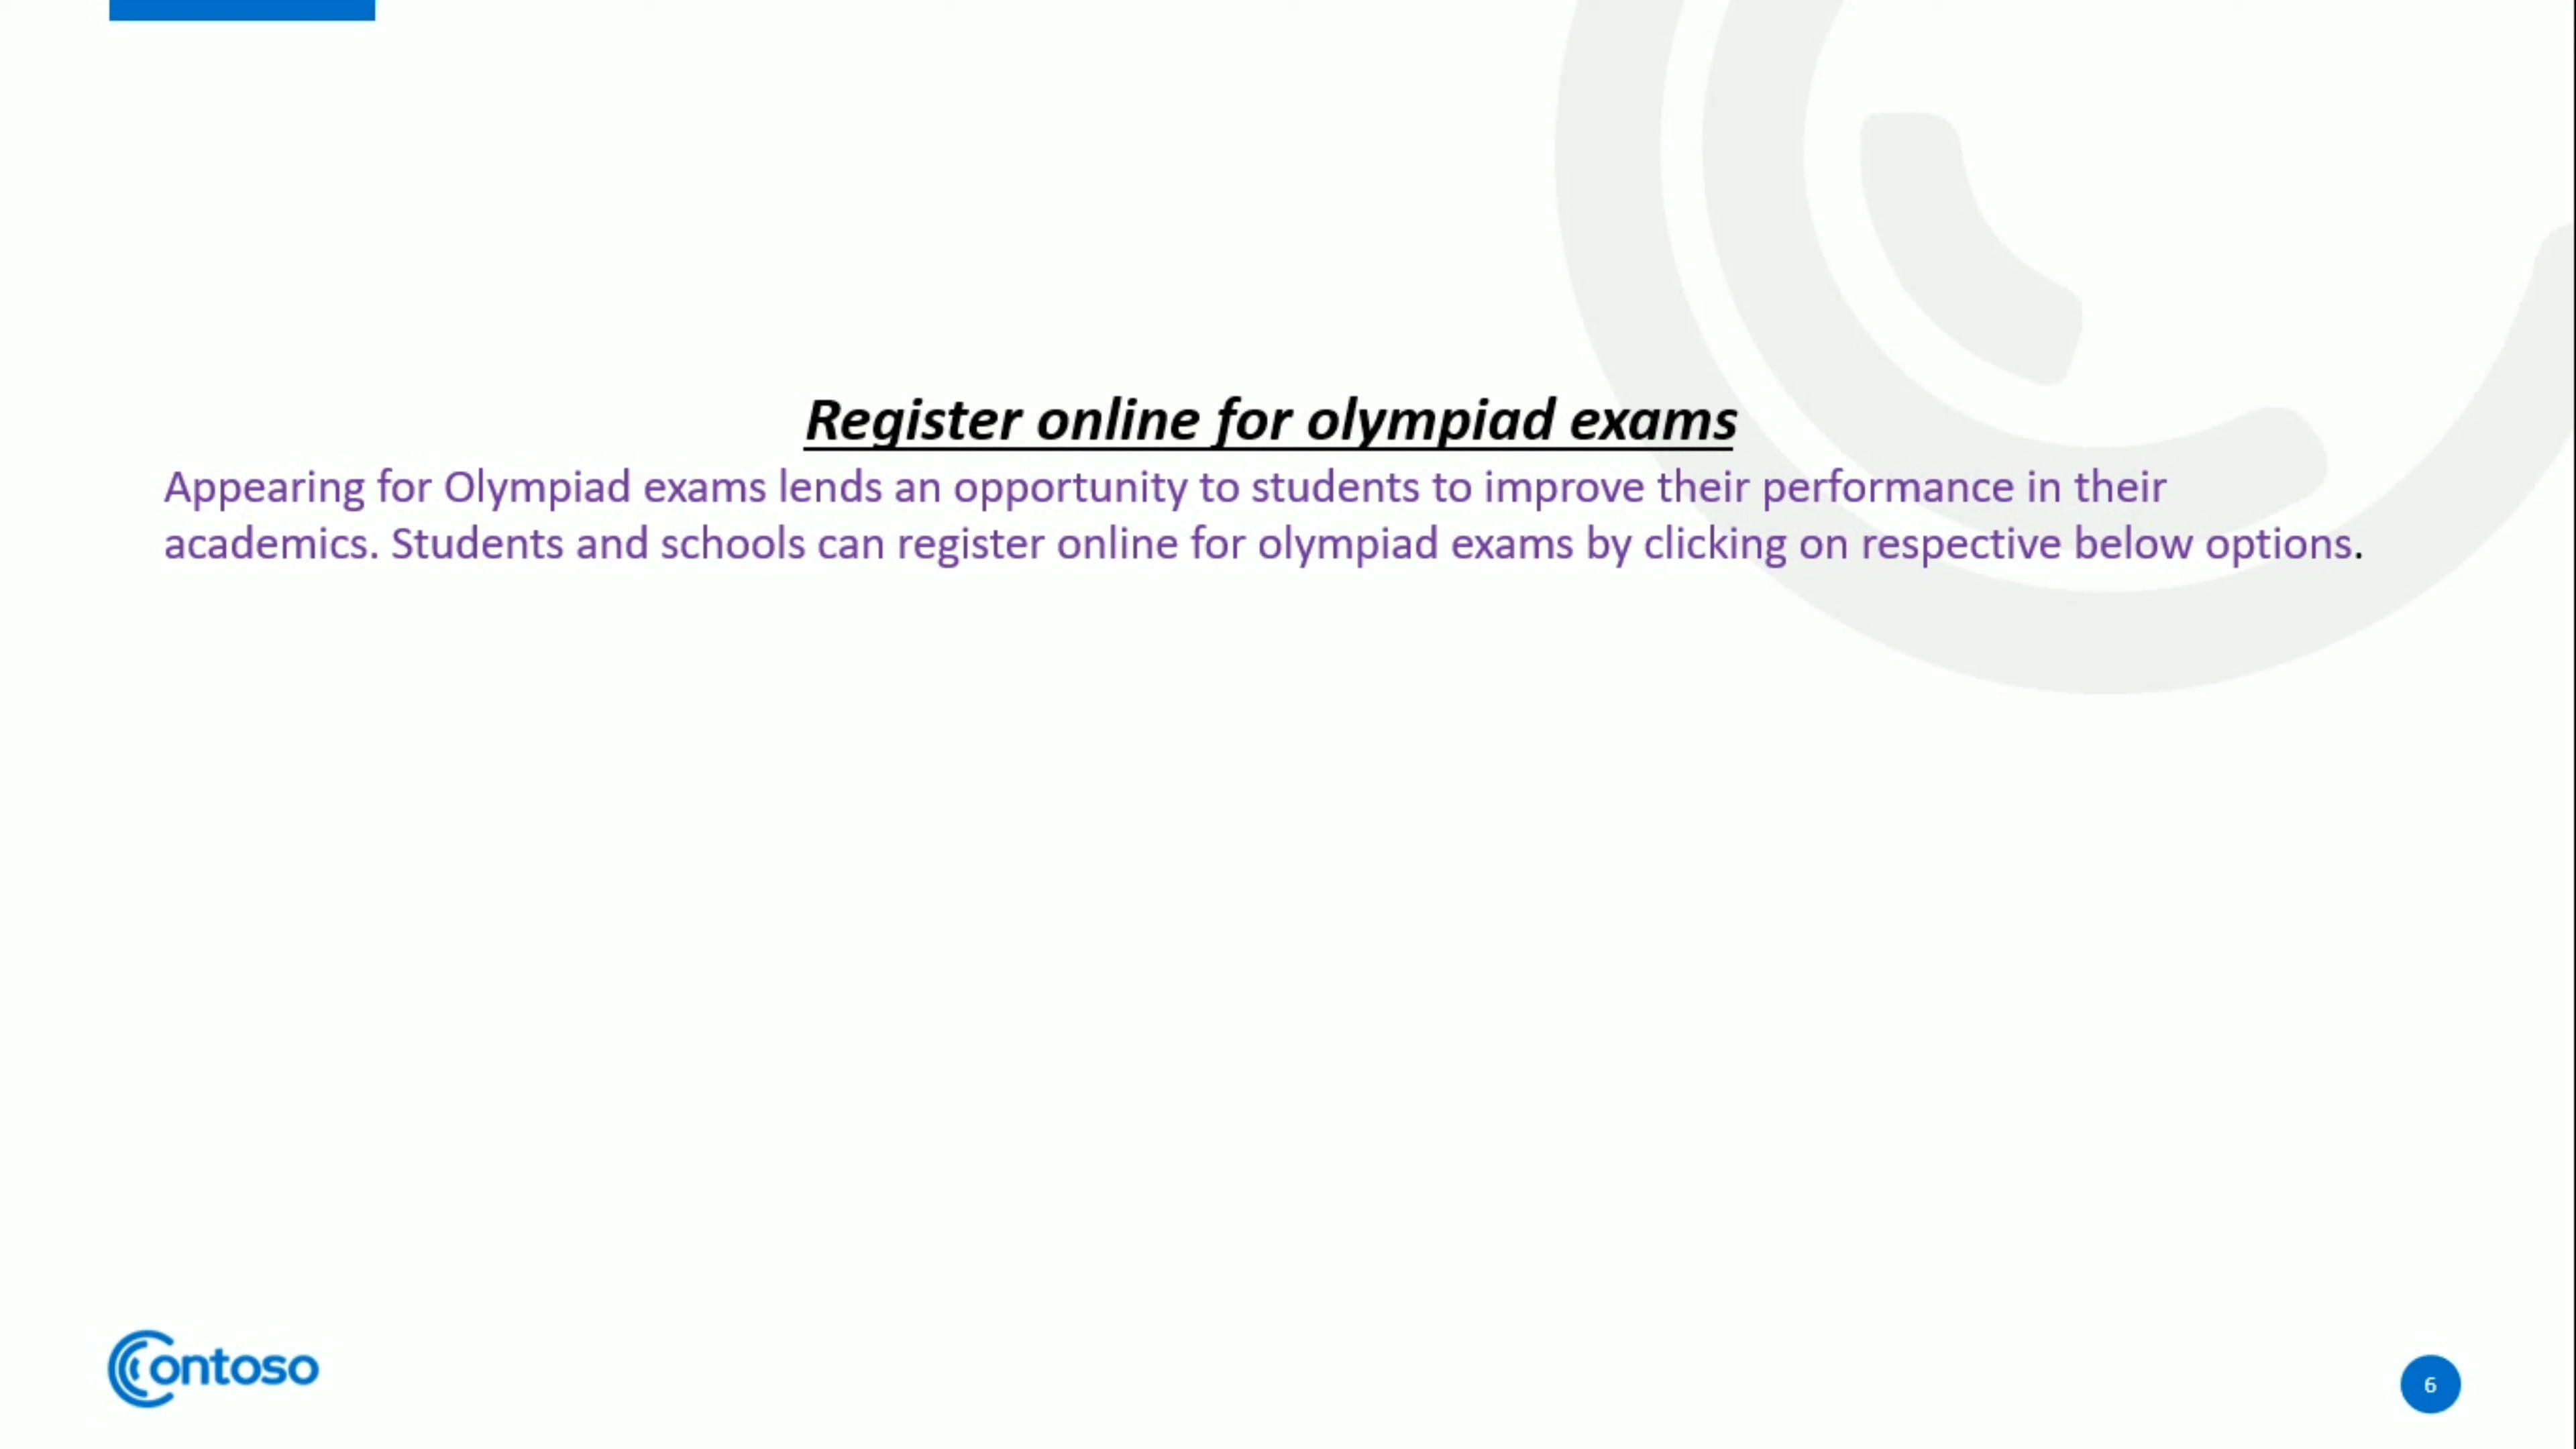 Register online for olympiad exams
Appearing for Olympiad exams lends an opportunity to students to improve their performance in their
academics. Students and schools can register online for olympiad exams by clicking on respective below options.
Contoso
6